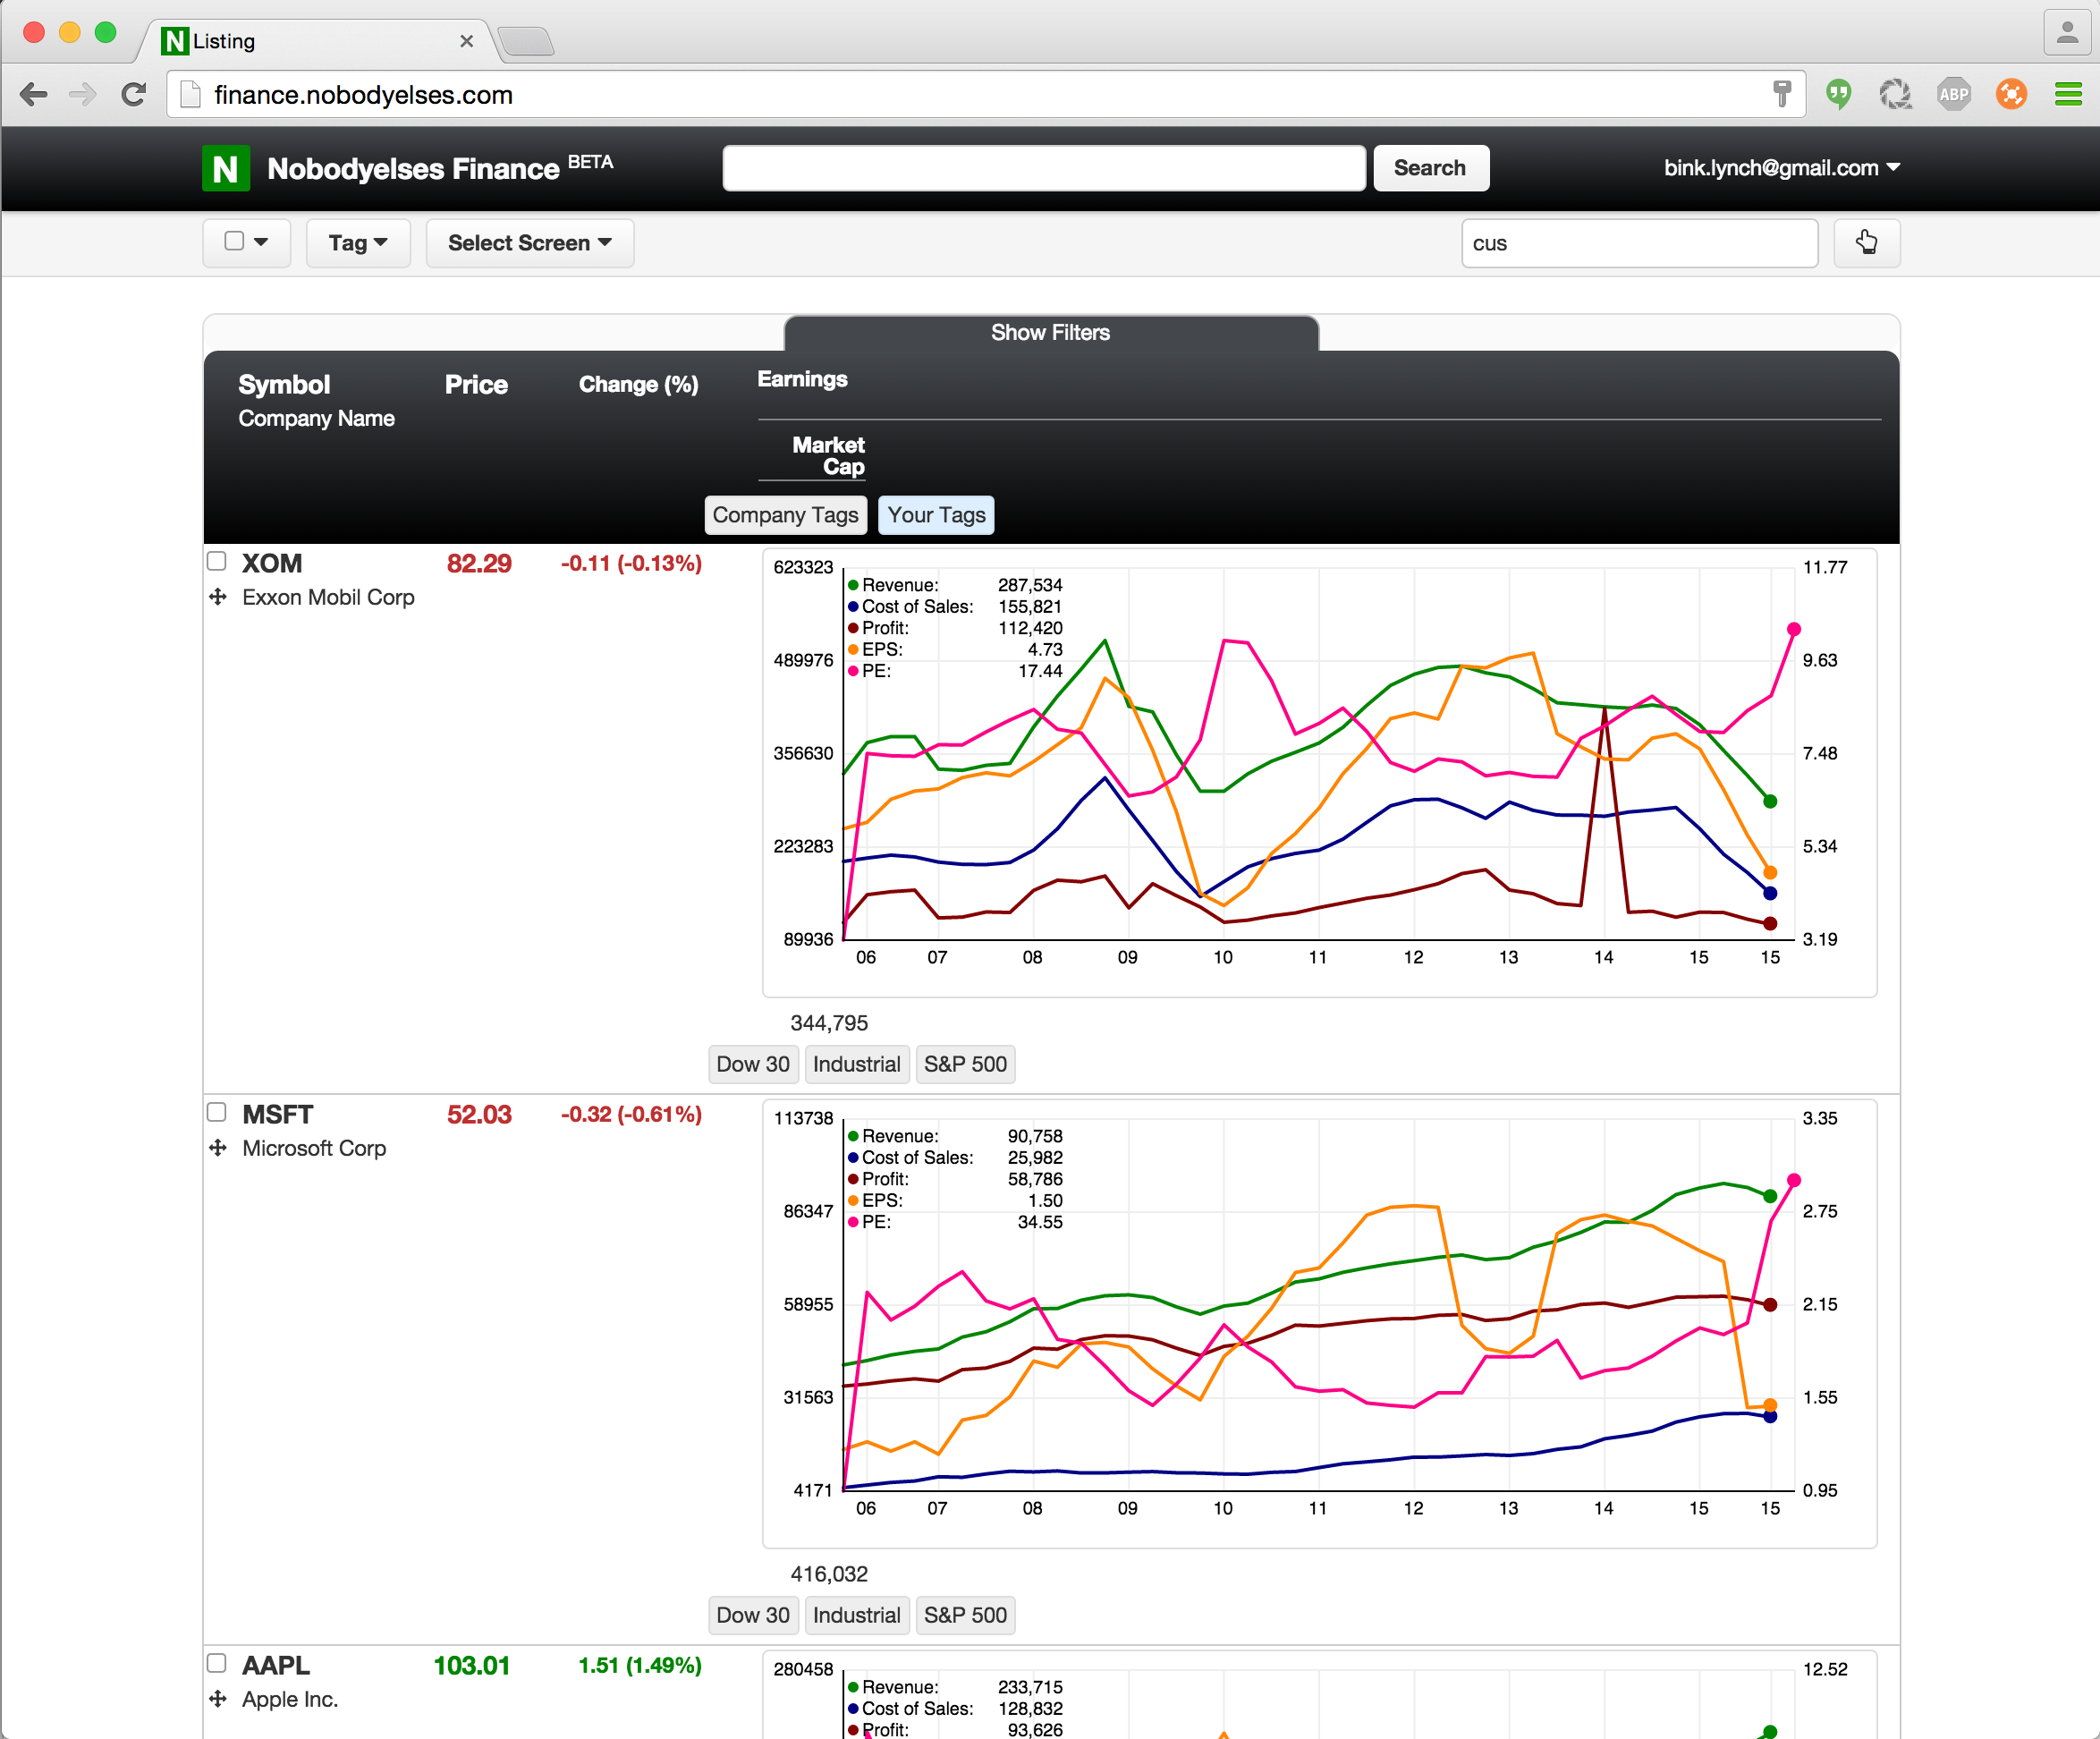 N Listing
finance.nobodyelses.com
ABP
N Nobodyelses Finance BETA
Search
bink.lynch@gmail.com
Tag
Select Screen
cus
Show Filters
Symbol Price Change (%) Earnings
Company Name
Market
Cap
Company Tags Your Tags
XOM 82.29 -0.11 (-0.13%)
Exxon Mobil Corp
623323 11.77
Revenue: 287,534
Cost of Sales: 155,821
Profit: 112,420
EPS: 4.73
489976 9.63
PE: 17.44
356630 7.48
223283 5.34
89936 3.19
06 07 08 09 10 11 12 13 14 15 15
344,795
Dow 30 Industrial S&P 500
MSFT 52.03 -0.32 (-0.61%)
Microsoft Corp
113738 3.35
Revenue: 90,758
Cost of Sales: 25,982
Profit: 58,786
EPS: 1.50
86347 2.75
PE: 34.55
58955 2.15
31563 1.55
4171 0.95
06 07 08 09 10 11 12 13 14 15 15
416,032
Dow 30 Industrial S&P 500
AAPL 103.01 1.51 (1.49%)
Apple Inc.
280458 12.52
Revenue: 233,715
Cost of Sales: 128,832
Profit: 93,626